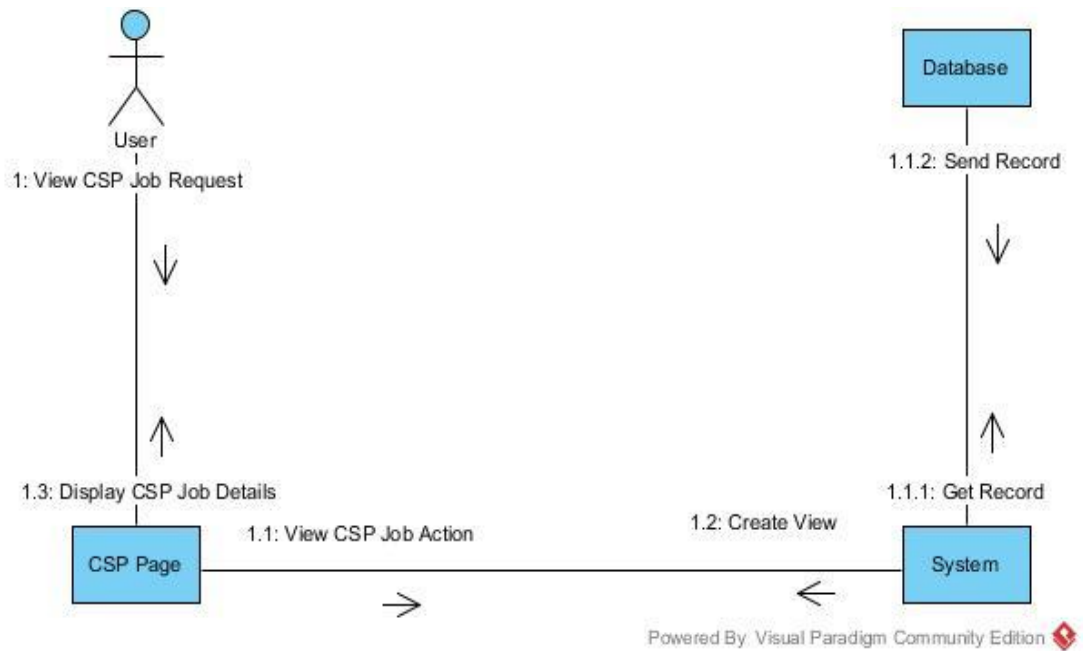 Database
User
1.1.2: Send Record
1: View CSP Job Request
1.3: Display CSP Job Details
1.1.1: Get Record
1.1: View CSP Job Action
1.2: Create View
CSP Page
System
Powered By Visual Paradigm Community Edition